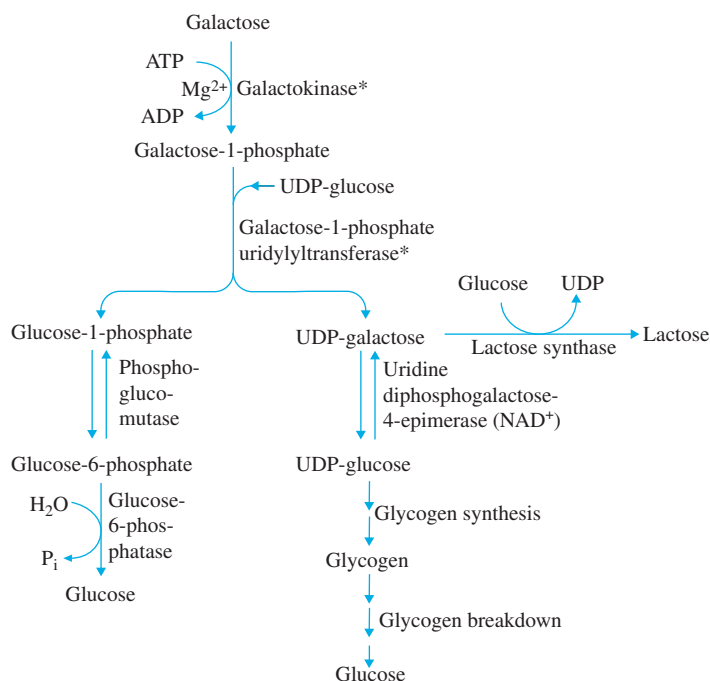 Galactose
ATP
Mg2+ Galactokinase*
ADP
Galactose-1-phosphate
UDP-glucose
Galactose-1-phosphate
uridylyltransferase*
Glucose UDP
Glucose-1-phosphate
UDP-galactose
Lactose
Lactose synthase
Phospho-
gluco-
mutase
Uridine
diphosphogalactose-
4-epimerase (NAD+)
Glucose-6-phosphate
UDP-glucose
H2O
Glucose-
6-phos-
phatase
Pi
Glucose
Glycogen synthesis
Glycogen
Glycogen breakdown
Glucose